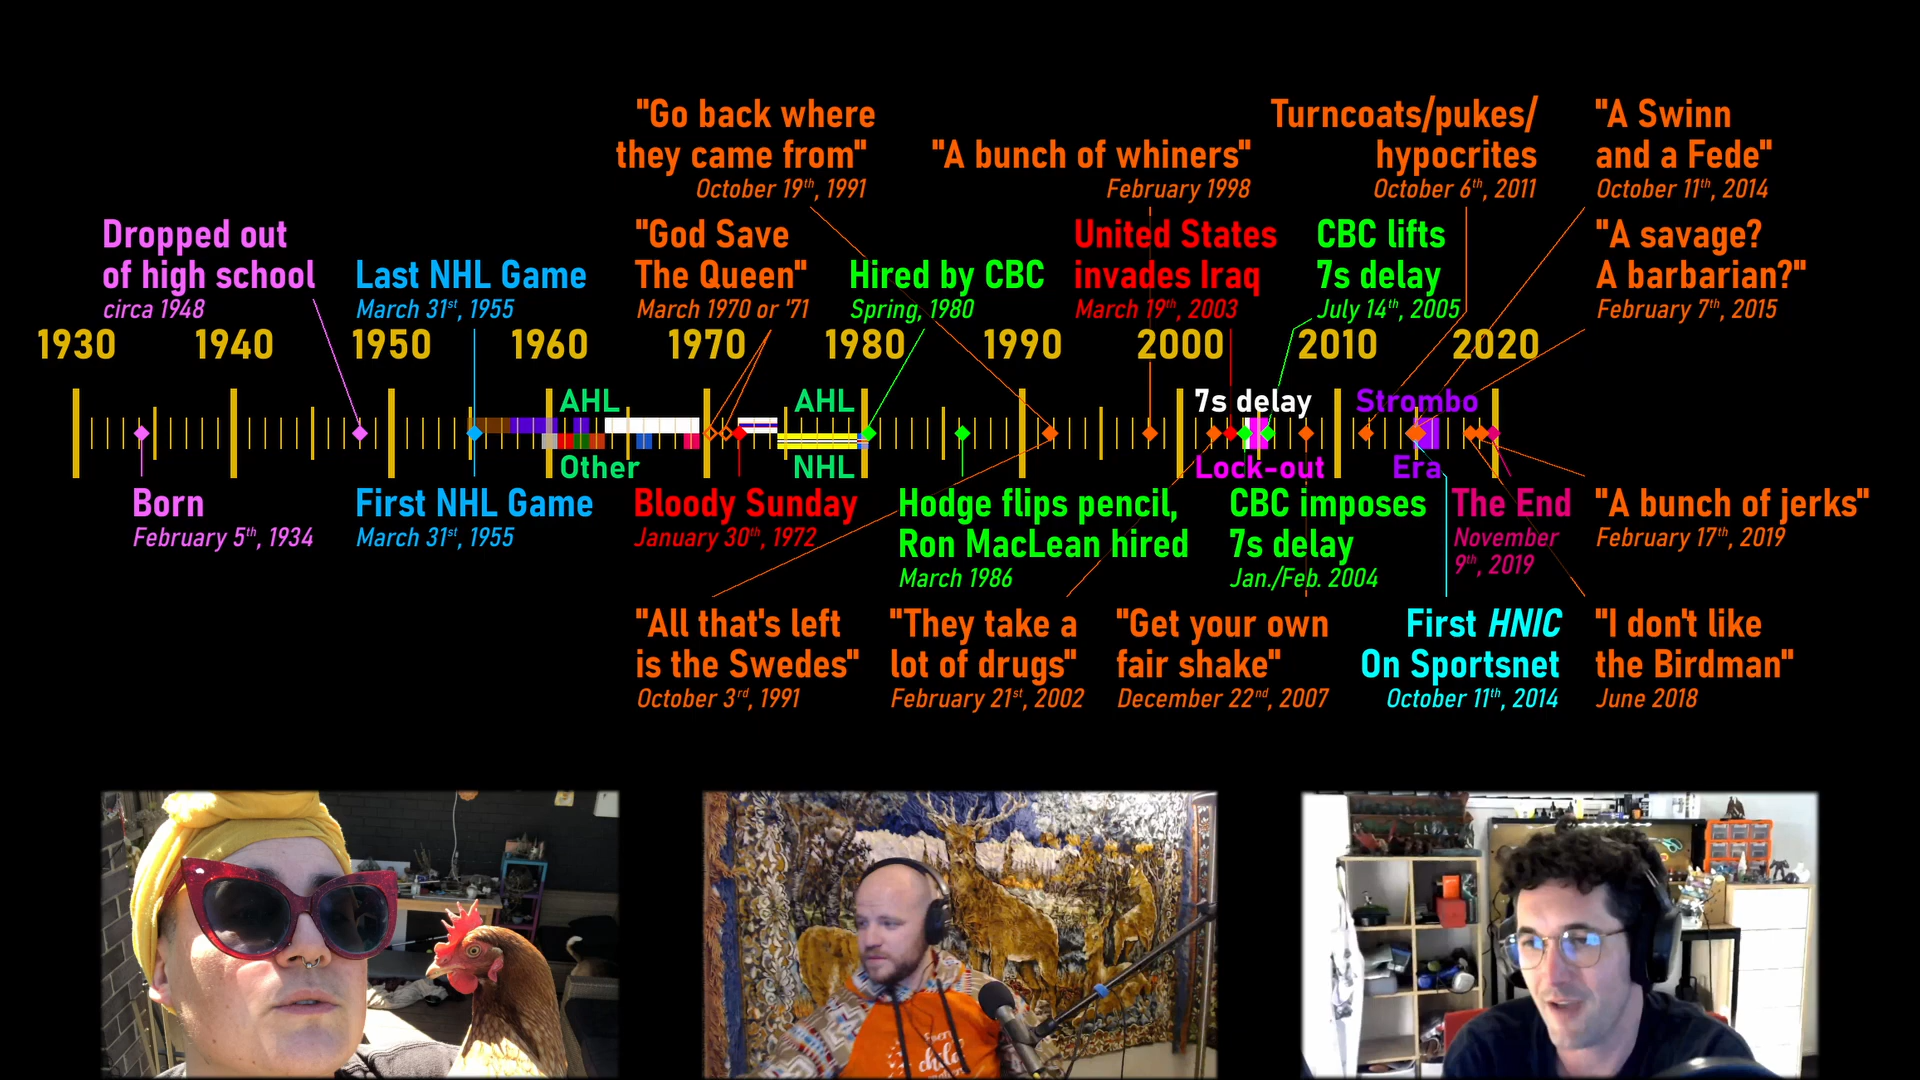 "Go back where
they came from"
October 19th, 1991
"A bunch of whiners"
February 1998
Turncoats/pukes/
hypocrites
October 6th, 2011
"A Swinn
and a Fede"
October 11th, 2014
Dropped out
of high school
circa 1948
Last NHL Game
March 31st, 1955
"God Save
The Queen"
March 1970 or '71
Hired by CBC
Spring, 1980
United States
invades Iraq
March 19th, 2003
CBC lifts
7s delay
July 14th, 2005
"A savage?
A barbarian?"
February 7th, 2015
1930 1940 1950 1960 1970 1980 1990 2000 2010 2020
AHL
AHL
7s delay
Strombo
Other
NHL
Lock-out
Era
Born
February 5th, 1934
First NHL Game
March 31st, 1955
Bloody Sunday
January 30th, 1972
Hodge flips pencil,
Ron MacLean hired
March 1986
CBC imposes
7s delay
Jan./Feb. 2004
The End
November
9th, 2019
"A bunch of jerks"
February 17th, 2019
"All that's left
is the Swedes"
October 3rd, 1991
"They take a
lot of drugs"
February 21st, 2002
"Get your own
fair shake"
December 22nd, 2007
First HNIC
On Sportsnet
October 11th, 2014
"I don't like
the Birdman"
June 2018